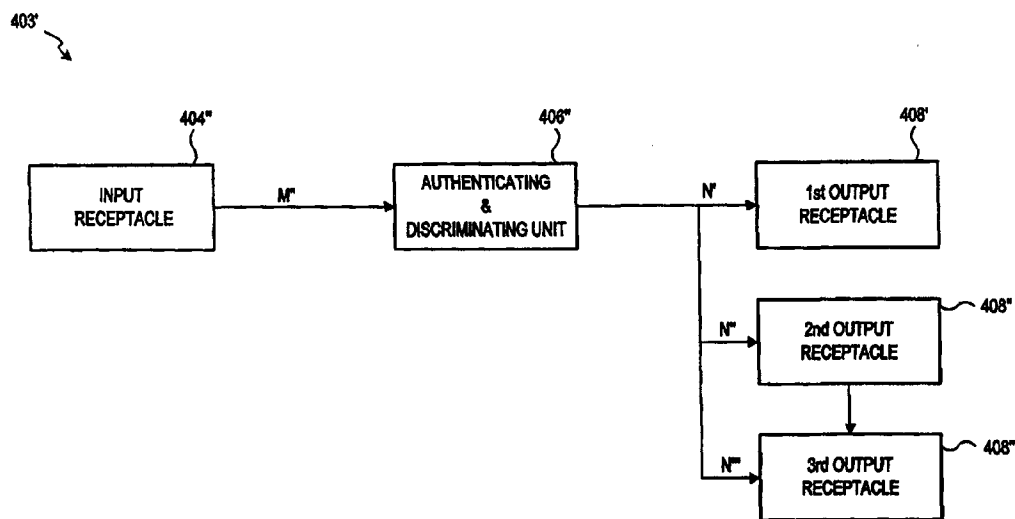 403'
404"
406"
408'
INPUT
RECEPTACLE
M"
AUTHENTICATING
&
DISCRIMINATING UNIT
N'
1st OUTPUT
RECEPTACLE
408"
N"
2nd OUTPUT
RECEPTACLE
408"
N'"
3rd OUTPUT
RECEPTACLE